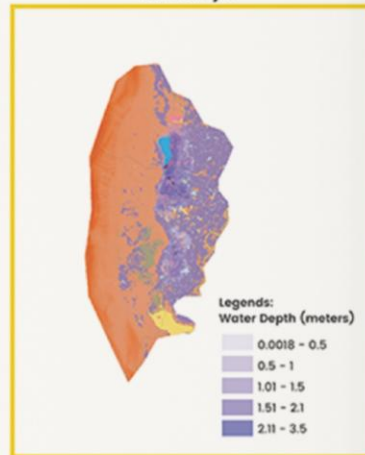 Legends:
Water Depth (meters)
0.0018 - 0.5
0.5 - 1
1.01 - 1.5
1.51 - 2.1
2.11 - 3.5